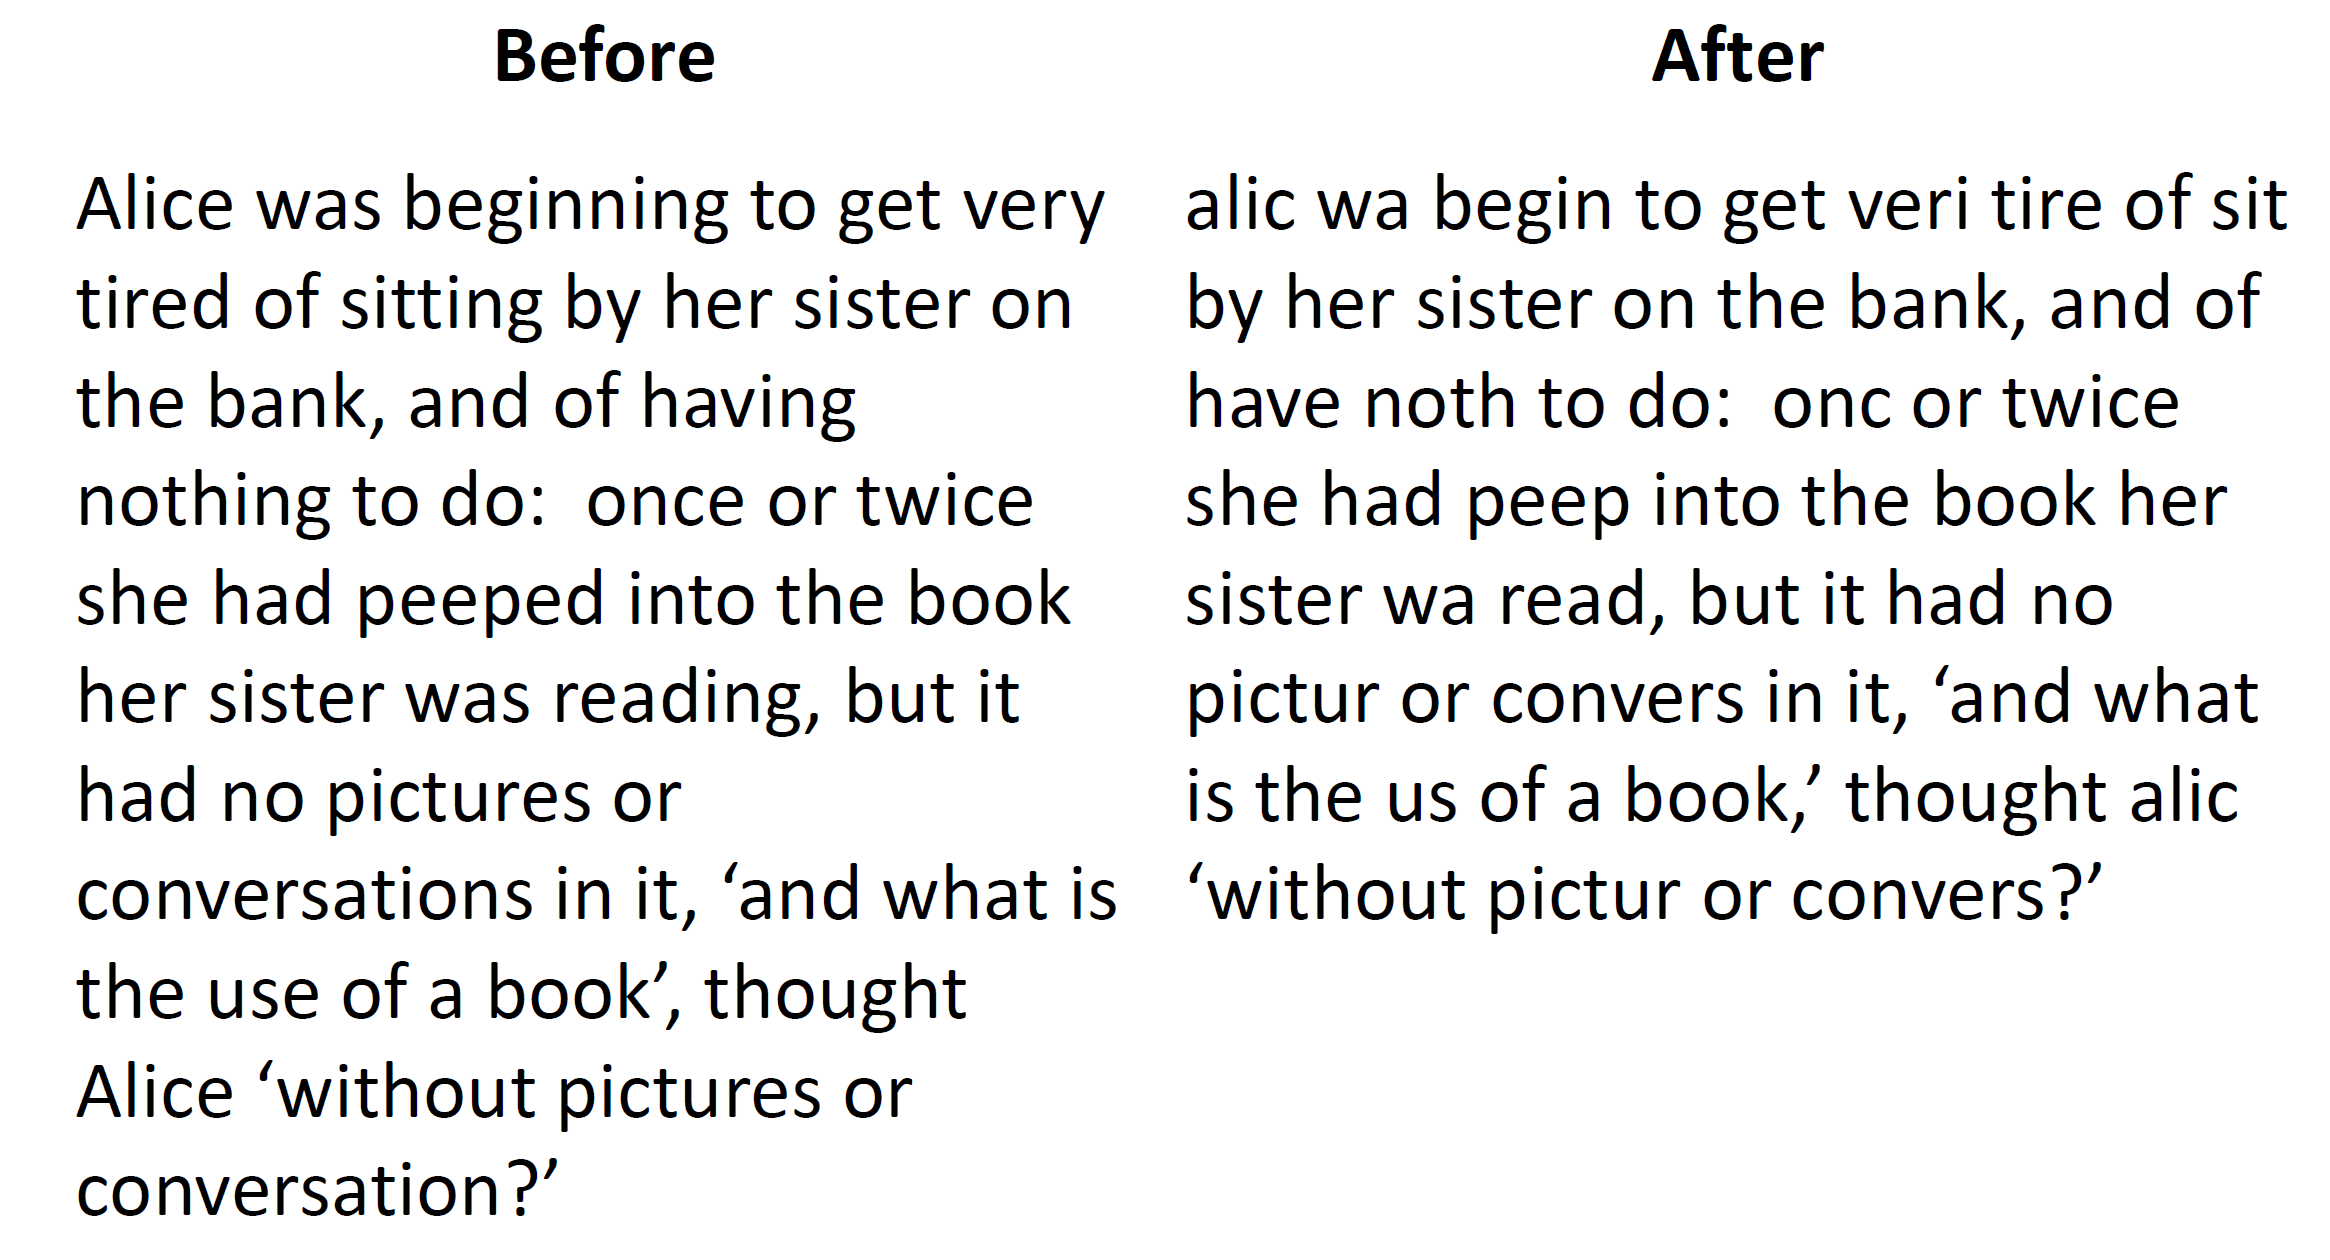 Before
Alice was beginning to get very
tired of sitting by her sister on
the bank, and of having
nothing to do:  once or twice
she had peeped into the book
her sister was reading, but it
had no pictures or
conversations in it, ‘and what is
the use of a book’, thought
Alice ‘without pictures or
conversation?’
After
alic wa begin to get veri tire of sit
by her sister on the bank, and of
have noth to do:  onc or twice
she had peep into the book her
sister wa read, but it had no
pictur or convers in it, ‘and what
is the us of a book,’ thought alic
‘without pictur or convers?’